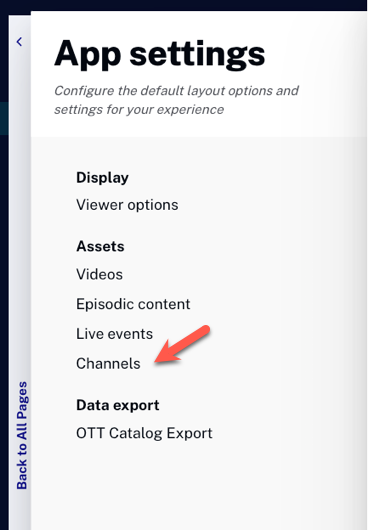 App settings
Configure the default layout options and
settings for your experience
Display
Viewer options
Assets
Videos
Episodic content
Live events
Channels
Data export
OTT Catalog Export
Back to All Pages